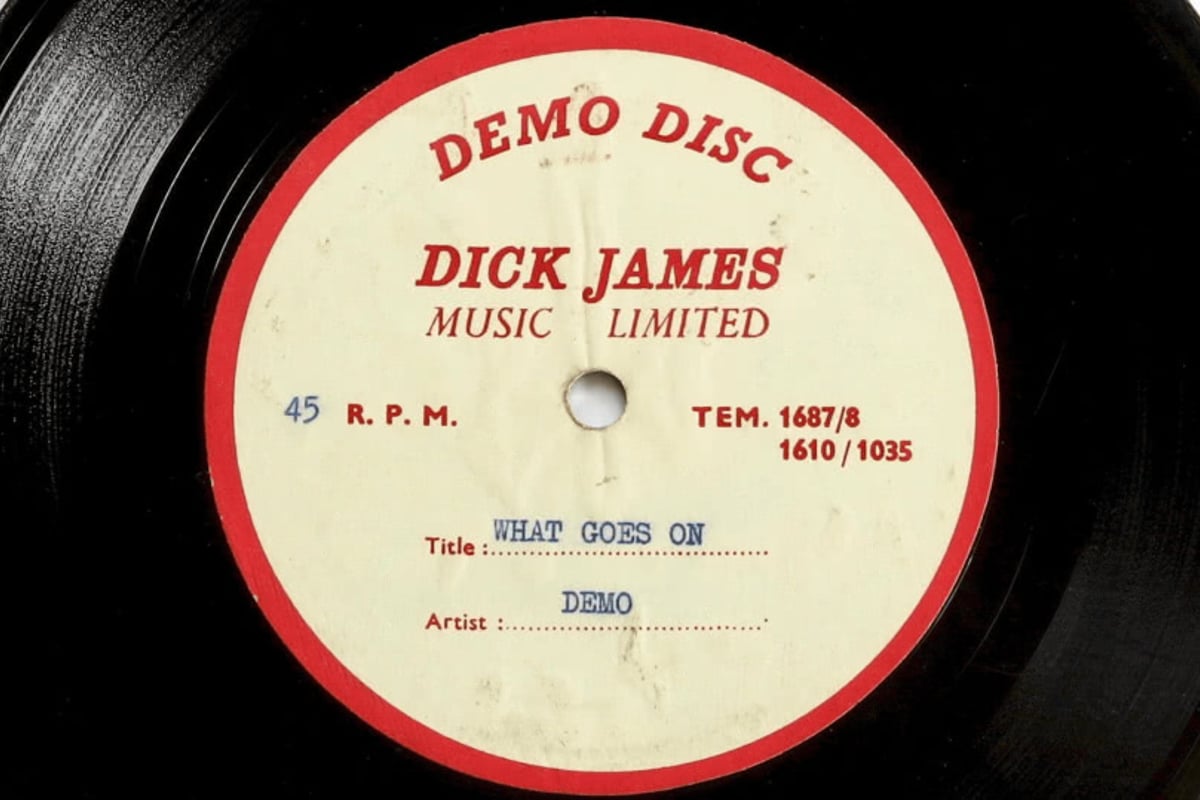 DEMO DISC
DICK JAMES
MUSIC LIMITED
45 R. P. M.
TEM. 1687/8
1610 / 1035
Title : WHAT GOES ON
Artist : DEMO